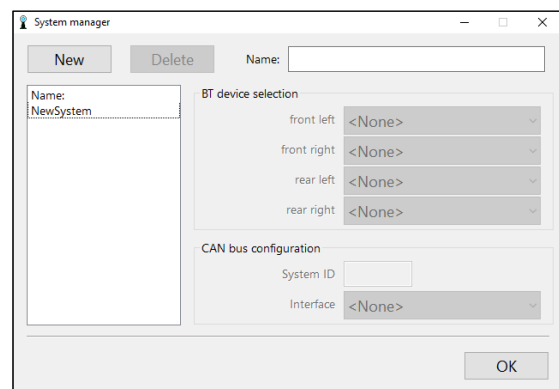 System manager
New
Delete
Name:
Name:
NewSystem
BT device selection
front left <None>
front right <None>
rear left <None>
rear right <None>
CAN bus configuration
System ID
Interface <None>
OK